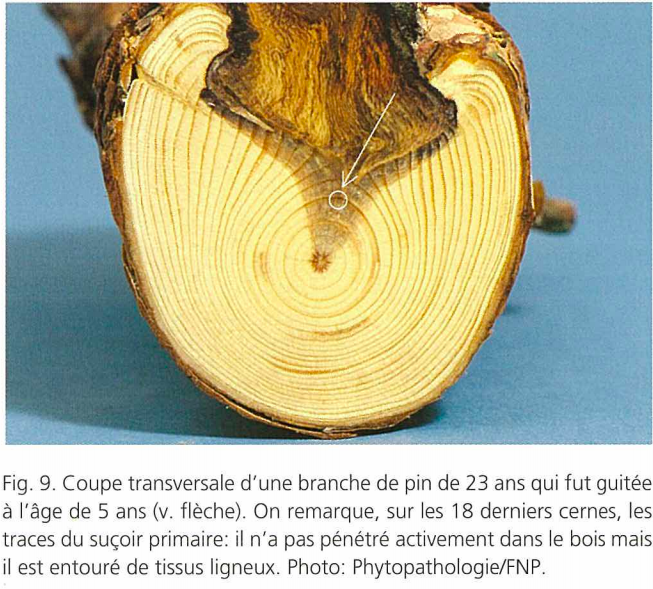 Fig. 9. Coupe transversale d'une branche de pin de 23 ans qui fut guitée
à l'âge de 5 ans (v. flèche). On remarque, sur les 18 derniers cernes, les
traces du suçoir primaire: il n'a pas pénétré activement dans le bois mais
il est entouré de tissus ligneux. Photo: Phytopathologie/FNP.